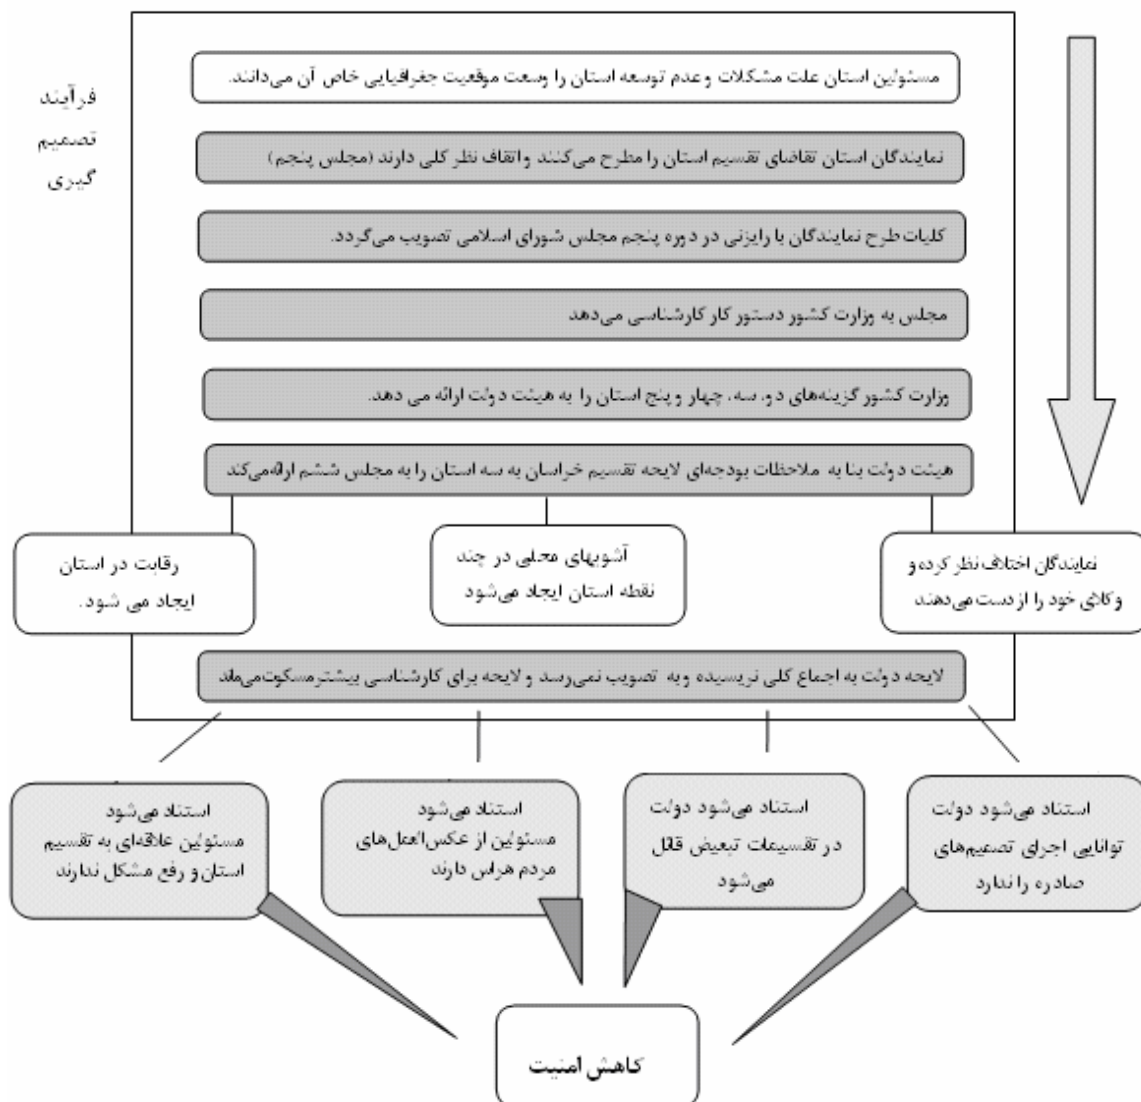 فرآیند
تصمیم
گیری
مسئولین استان علت مشکلات و عدم توسعه استان را وسعت موقعیت جغرافیایی خاص آن می‌دانند.
نمایندگان استان تقاضای تقسیم استان را مطرح می‌کنند و اتفاق نظر کلی دارند (مجلس پنجم)
کلیات طرح نمایندگان با رایزنی در دوره پنجم مجلس شورای اسلامی تصویب می‌گردد.
مجلس به وزارت کشور دستور کار کارشناسی می‌دهد
وزارت کشور گزینه‌های دو، سه، چهار و پنج استان را به هیئت دولت ارائه می دهد.
هیئت دولت بنا به ملاحظات بودجه‌ای لایحه تقسیم خراسان به سه استان را به مجلس ششم ارائه‌می‌کند
نمایندگان اختلاف نظر کرده و
وکلای خود را از دست می‌دهند
آشوبهای محلی در چند
نقطه استان ایجاد می‌شود
رقابت در استان
ایجاد می شود.
لایحه دولت به اجماع کلی نریسیده و به تصویب نمی‌رسد و لایحه برای کارشناسی بیشتر مسکوت‌می‌ماند
استناد می‌شود دولت
توانایی اجرای تصمیم‌های
صادره را ندارد
استناد می‌شود دولت
در تقسیمات تبعیض قائل
می‌شود
استناد می‌شود
مسئولین از عکس‌العمل‌های
مردم هراس دارند
استناد می‌شود
مسئولین علاقه‌ای به تقسیم
استان و رفع مشکل ندارند
کاهش امنیت